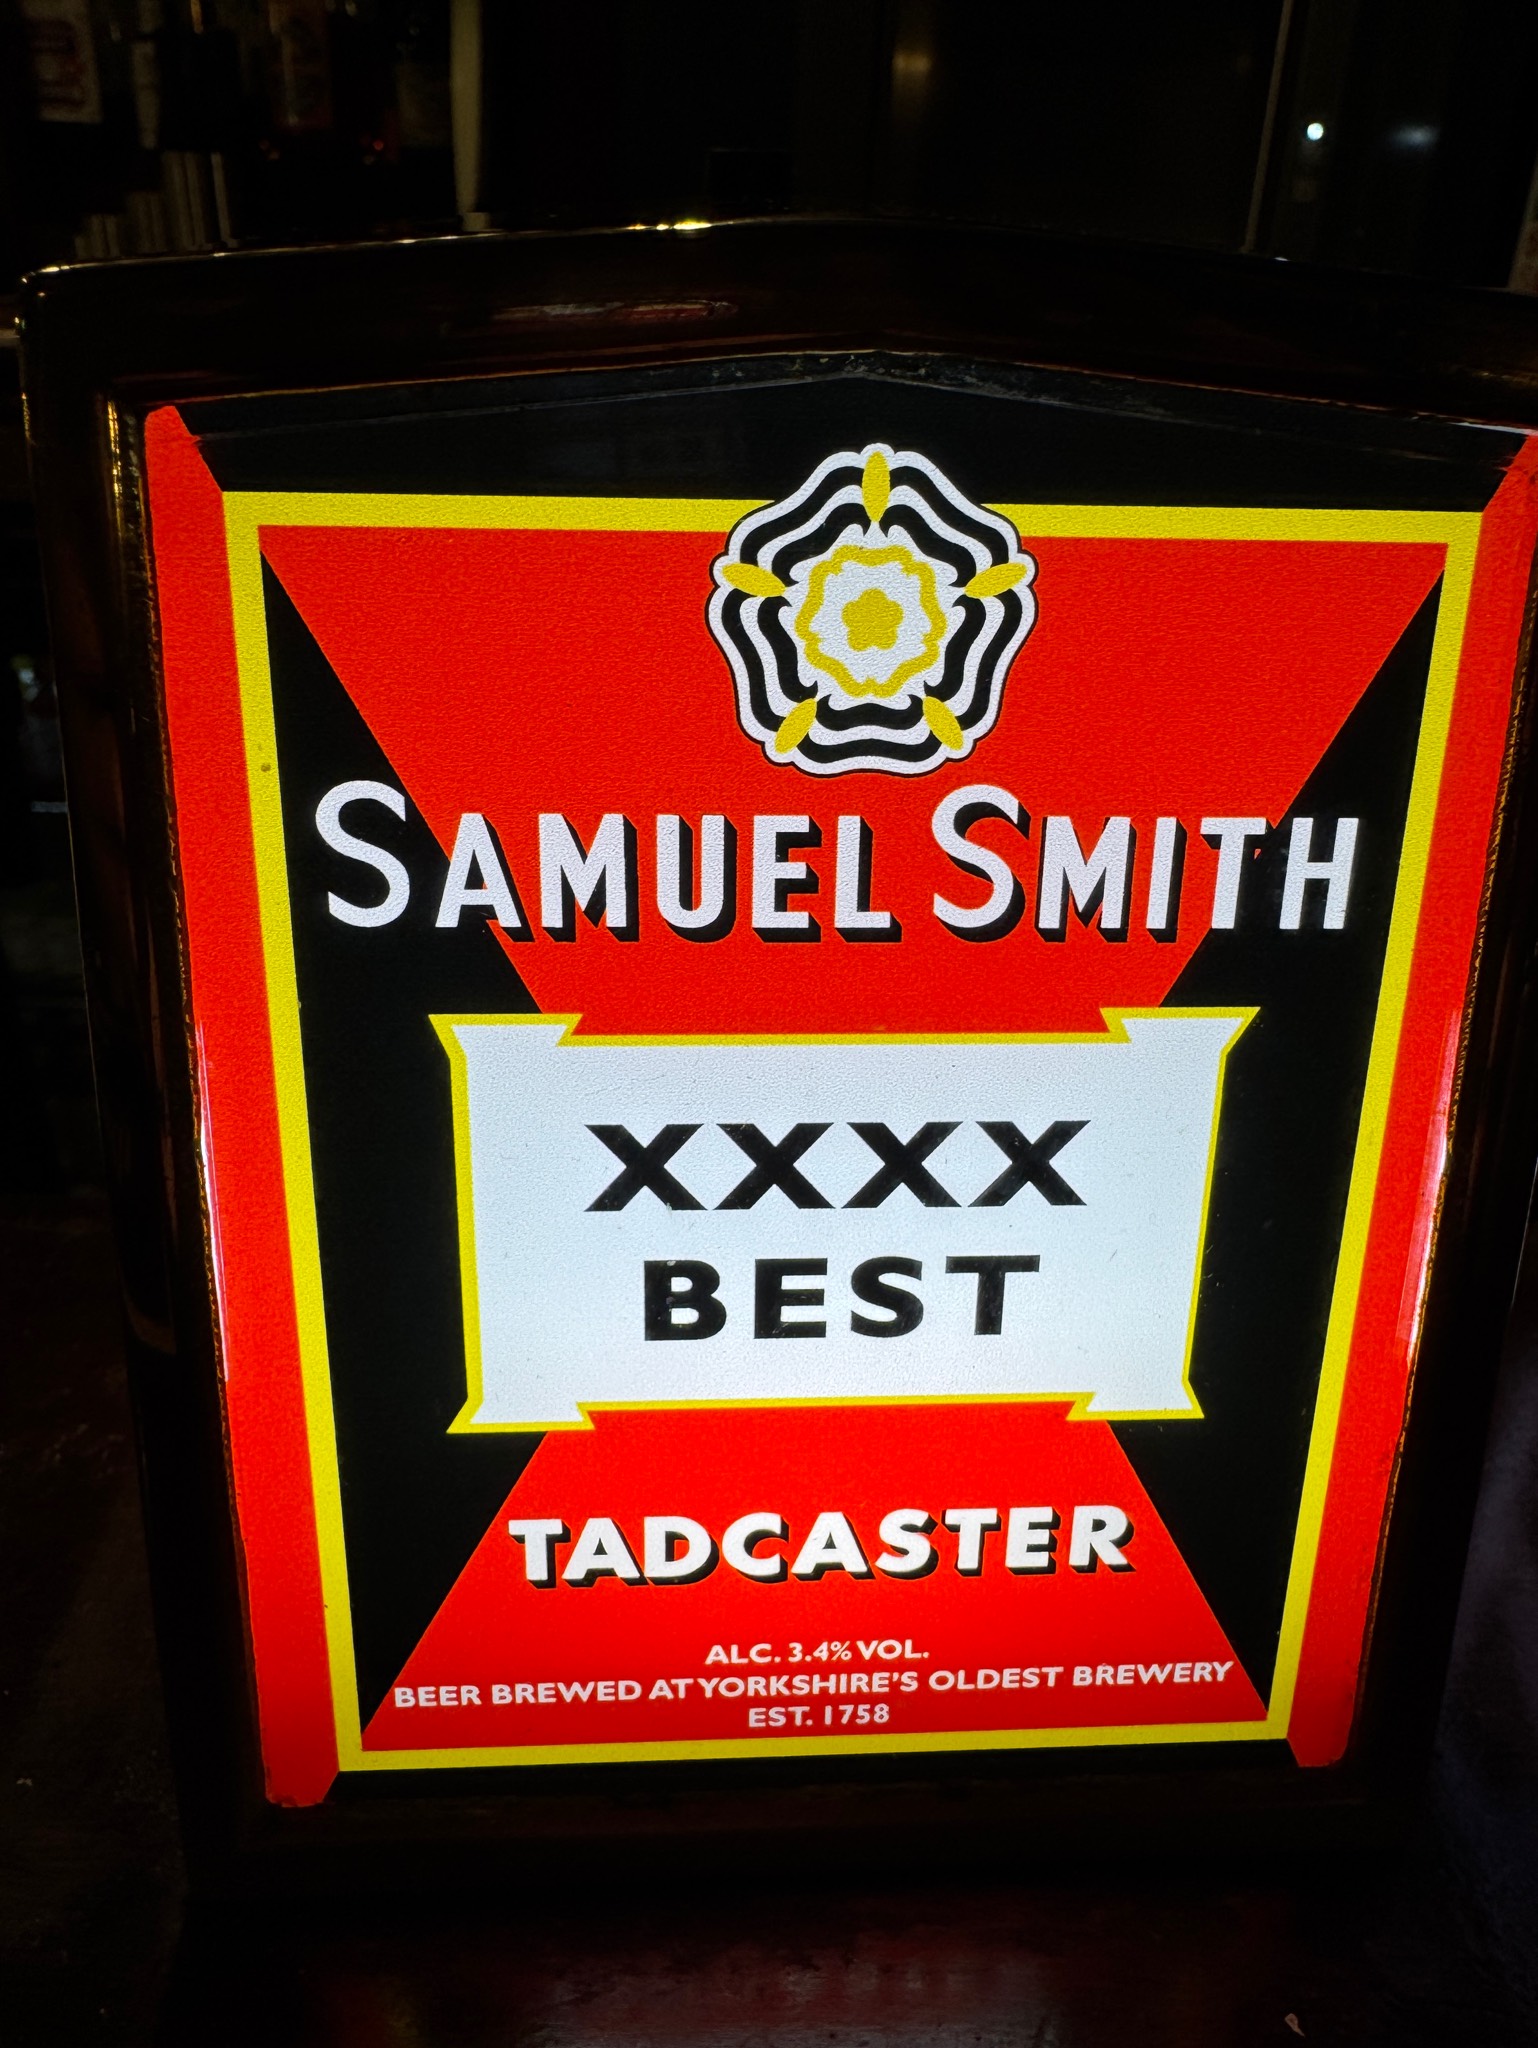 SAMUEL SMITH
XXXX
BEST
TADCASTER
ALC. 3.4% VOL.
BEER BREWED AT YORKSHIRE'S OLDEST BREWERY
EST. 1758